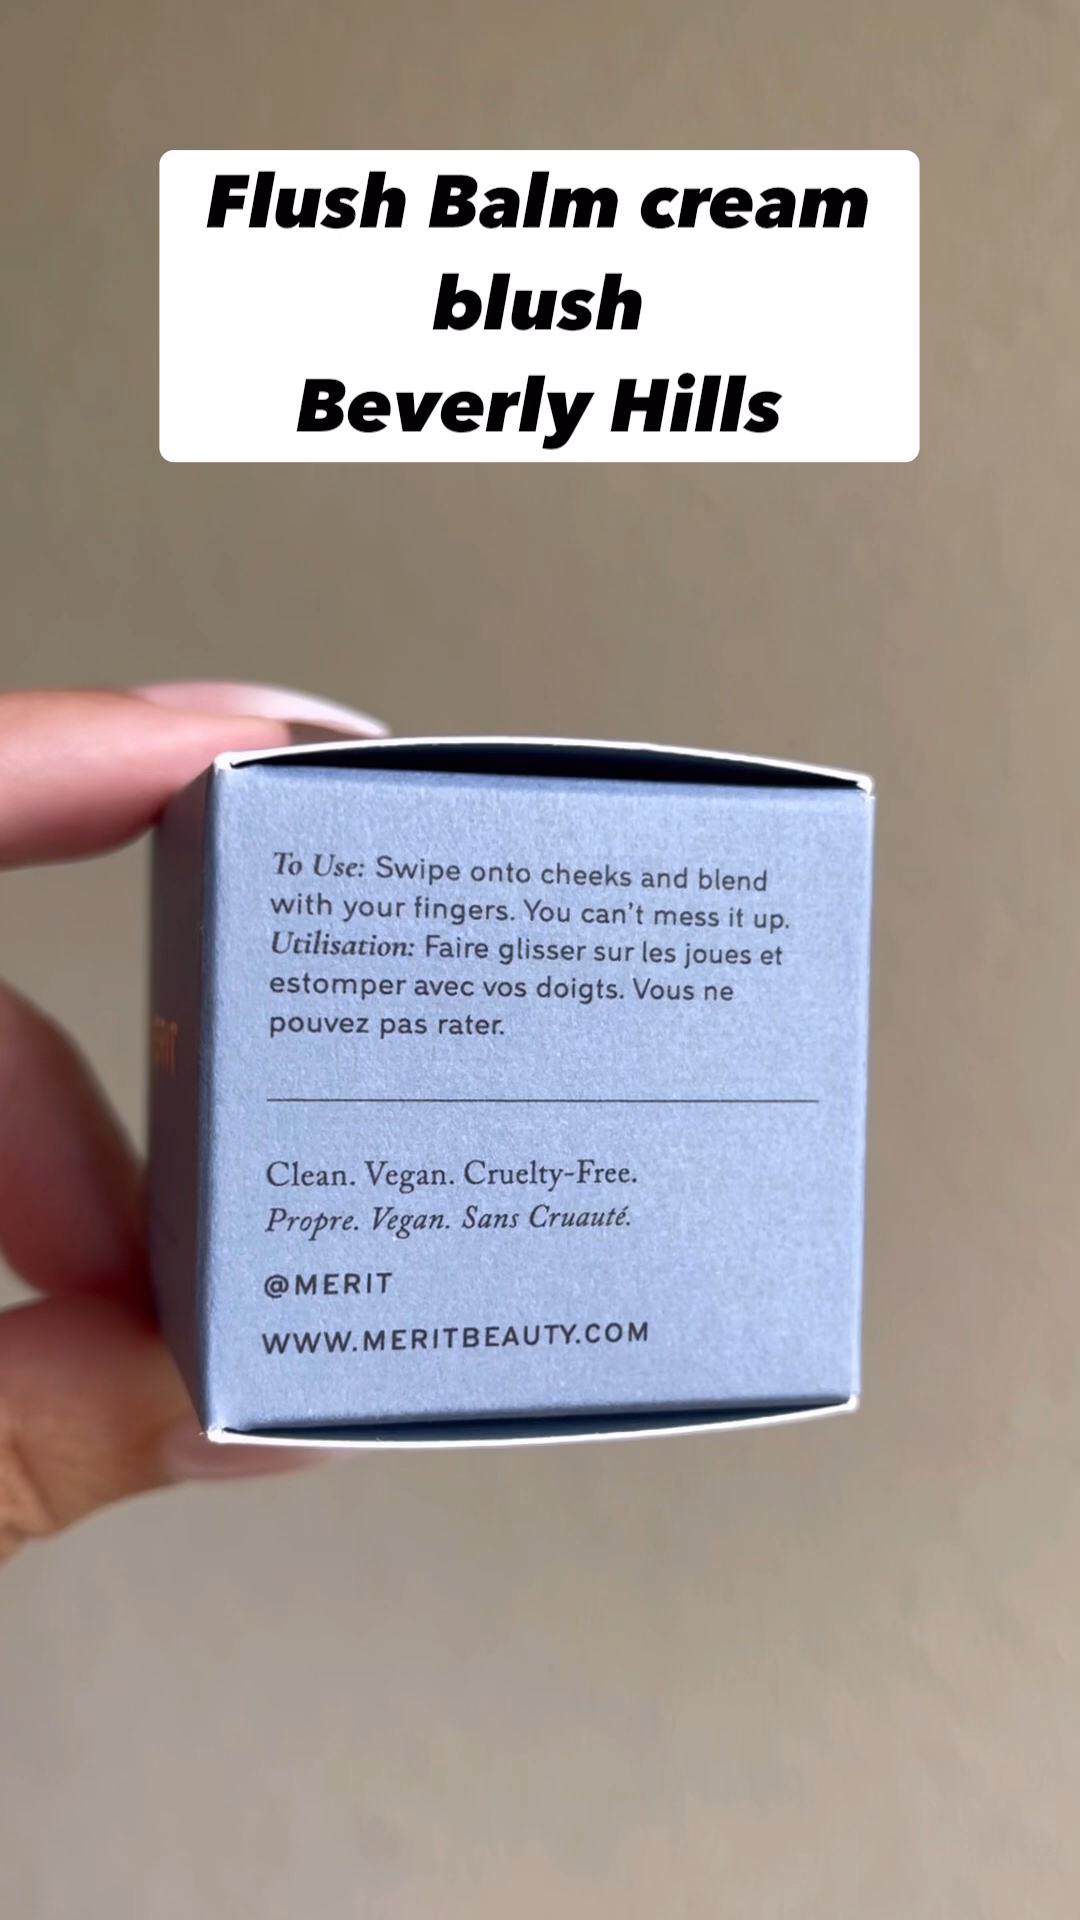 Flush Balm cream
blush
Beverly Hills
To Use: Swipe onto cheeks and blend
with your fingers. You can't mess it up.
Utilisation: Faire glisser sur les joues et
estomper avec vos doigts. Vous ne
pouvez pas rater.
Clean. Vegan. Cruelty-Free.
Propre. Vegan. Sans Cruauté.
@MERIT
WWW.MERITBEAUTY.COM